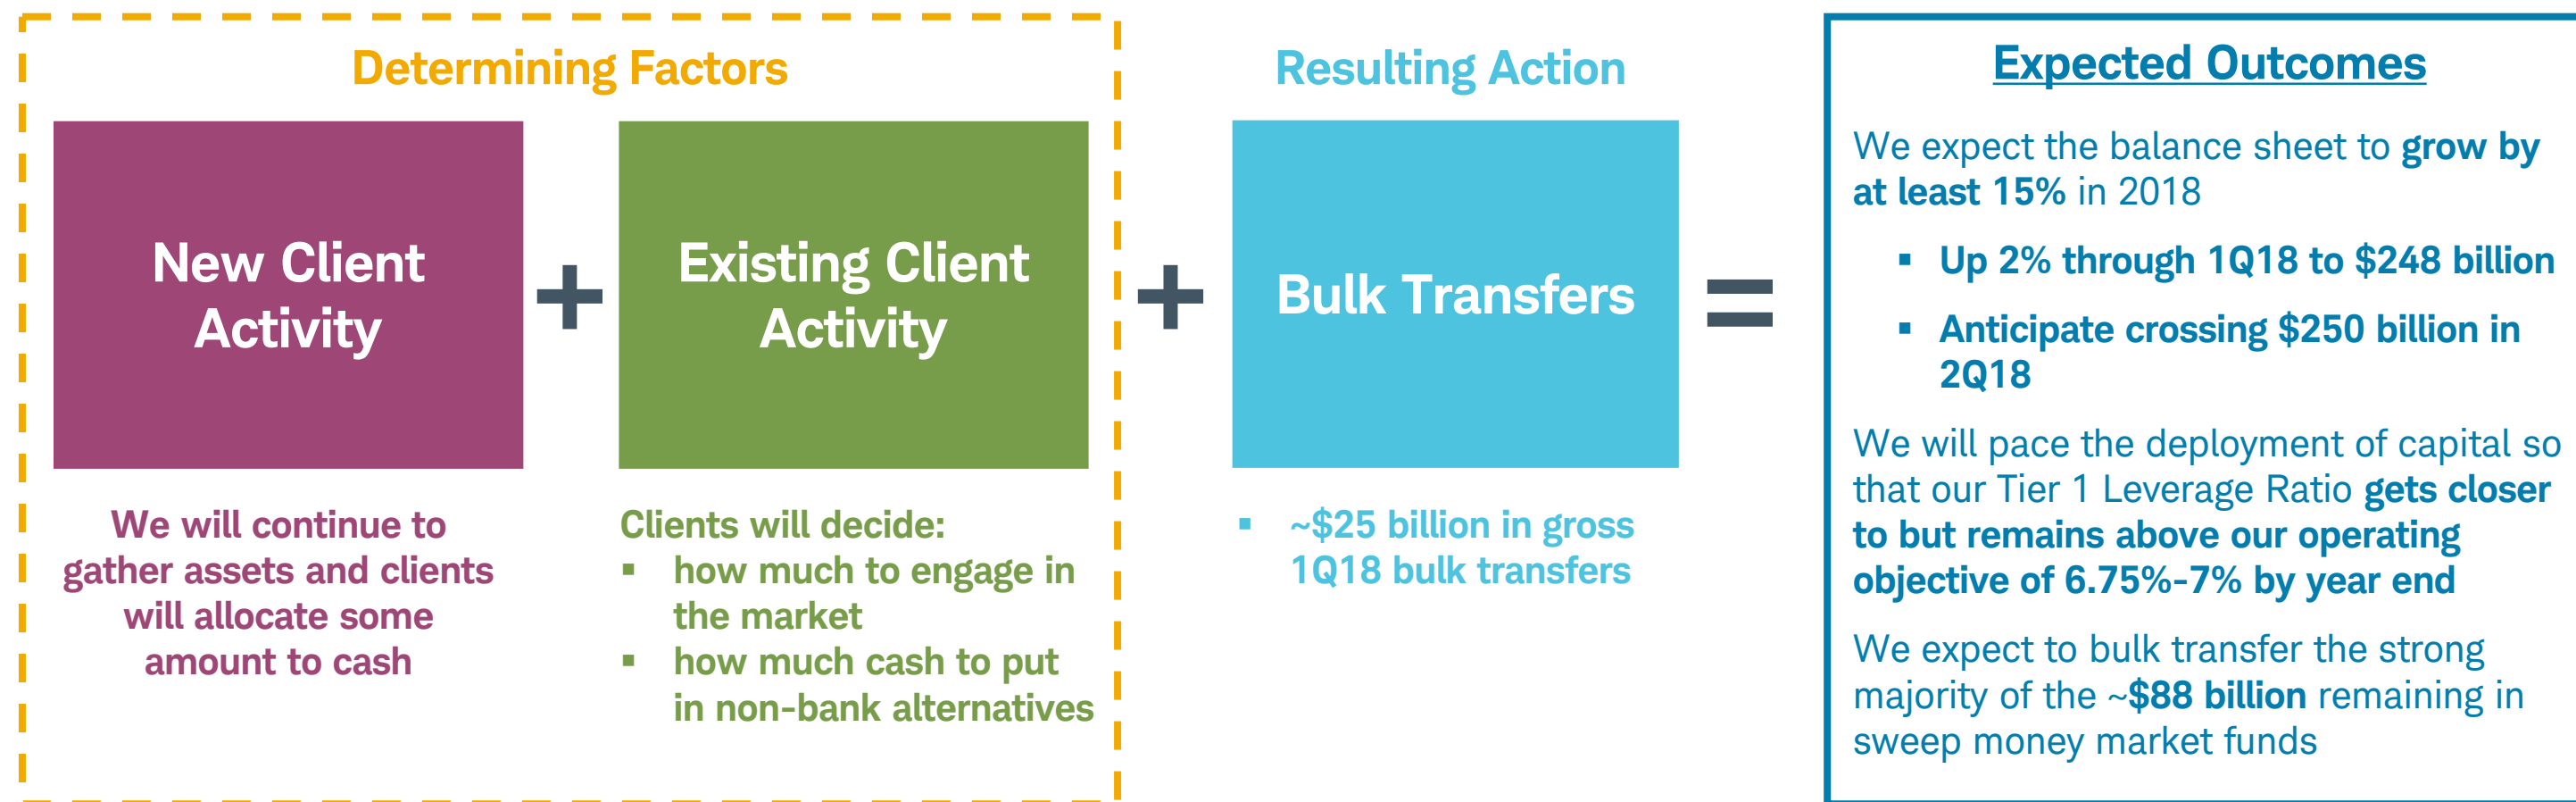 Determining Factors
New Client
Activity
We will continue to
gather assets and clients
will allocate some
amount to cash
+
Existing Client
Activity
Clients will decide:
▪ how much to engage in
the market
▪ how much cash to put
in non-bank alternatives
+
Resulting Action
Bulk Transfers
▪ ~$25 billion in gross
1Q18 bulk transfers
=
Expected Outcomes
We expect the balance sheet to grow by
at least 15% in 2018
▪ Up 2% through 1Q18 to $248 billion
▪ Anticipate crossing $250 billion in
2Q18
We will pace the deployment of capital so
that our Tier 1 Leverage Ratio gets closer
to but remains above our operating
objective of 6.75%-7% by year end
We expect to bulk transfer the strong
majority of the ~$88 billion remaining in
sweep money market funds